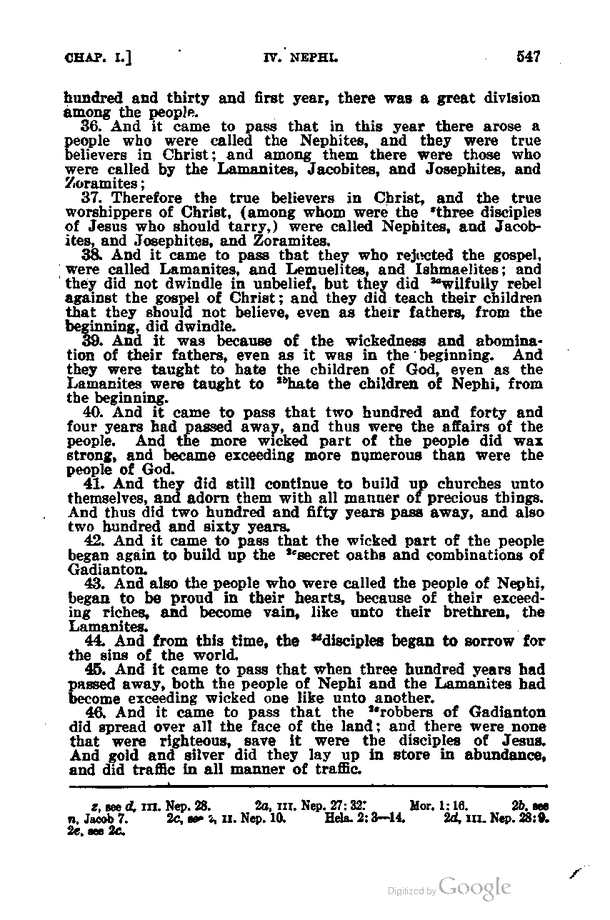 CHAP. I.] IV. NEPHI. 547
hundred and thirty and first year, there was a great division
among the people.
36. And it came to pass that in this year there arose a
people who were called the Nephites, and they were true
believers in Christ; and among them there were those who
were called by the Lamanites, Jacobites, and Josephites, and
Zoramites;
37. Therefore the true believers in Christ, and the true
worshippers of Christ, (among whom were the ᶻthree disciples
of Jesus who should tarry,) were called Nephites, and Jacob-
ites, and Josephites, and Zoramites.
38. And it came to pass that they who rejected the gospel,
were called Lamanites, and Lemuelites, and Ishmaelites; and
they did not dwindle in unbelief, but they did ²ᵃwilfully rebel
against the gospel of Christ; and they did teach their children
that they should not believe, even as their fathers, from the
beginning, did dwindle.
39. And it was because of the wickedness and abomina-
tion of their fathers, even as it was in the beginning. And
they were taught to hate the children of God, even as the
Lamanites were taught to ²ᵇhate the children of Nephi, from
the beginning.
40. And it came to pass that two hundred and forty and
four years had passed away, and thus were the affairs of the
people. And the more wicked part of the people did wax
strong, and became exceeding more numerous than were the
people of God.
41. And they did still continue to build up churches unto
themselves, and adorn them with all manner of precious things.
And thus did two hundred and fifty years pass away, and also
two hundred and sixty years.
42. And it came to pass that the wicked part of the people
began again to build up the ²ᶜsecret oaths and combinations of
Gadianton.
43. And also the people who were called the people of Nephi,
began to be proud in their hearts, because of their exceed-
ing riches, and become vain, like unto their brethren, the
Lamanites.
44. And from this time, the ²ᵈdisciples began to sorrow for
the sins of the world.
45. And it came to pass that when three hundred years had
passed away, both the people of Nephi and the Lamanites had
become exceeding wicked one like unto another.
46. And it came to pass that the ²ᵉrobbers of Gadianton
did spread over all the face of the land; and there were none
that were righteous, save it were the disciples of Jesus.
And gold and silver did they lay up in store in abundance,
and did traffic in all manner of traffic.
z, see d, III. Nep. 28. 2a, III. Nep. 27: 32. Mor. 1: 16. 2b, see
n, Jacob 7. 2c, see II. Nep. 10. Hela. 2: 3—14. 2d, III. Nep. 28: 9.
2e, see 2c.
Digitized by Google